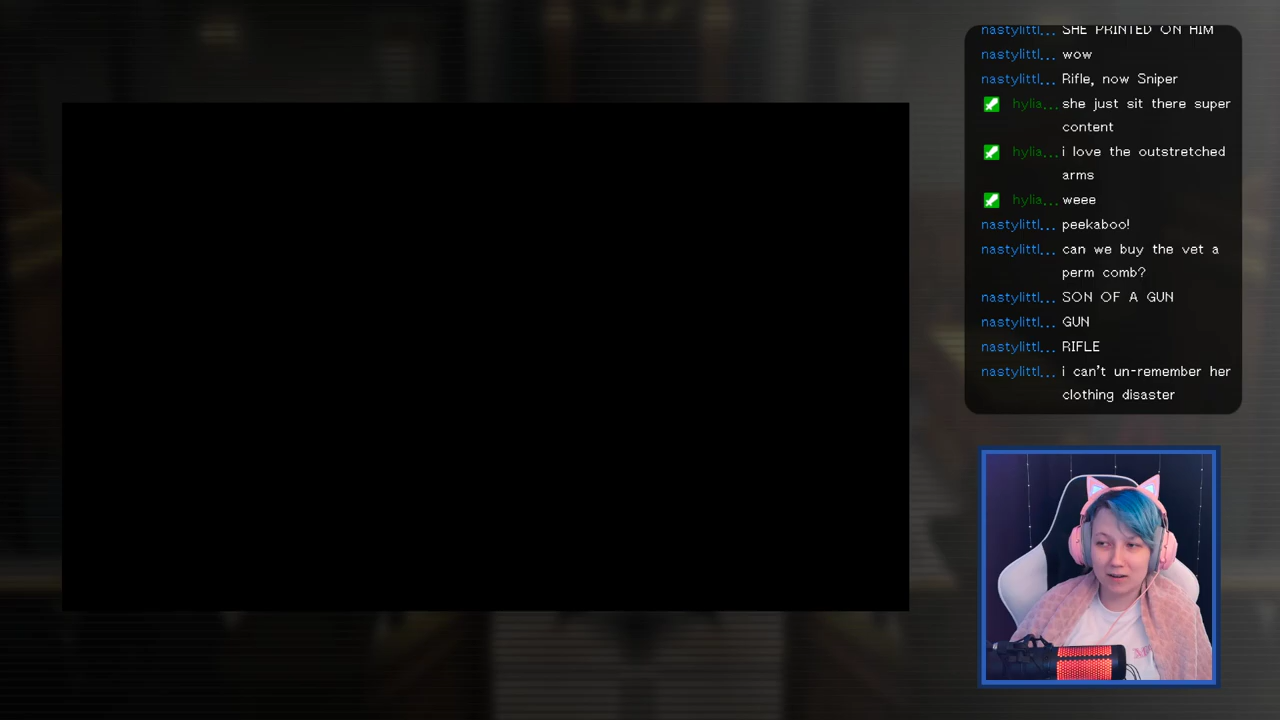 nastylittl... SHE PRINTED ON HIM
nastylittl... wow
nastylittl... Rifle, now Sniper
hylia... she just sit there super
content
hylia... i love the outstretched
arms
hylia... weee
nastylittl... peekaboo!
nastylittl... can we buy the vet a
perm comb?
nastylittl... SON OF A GUN
nastylittl... GUN
nastylittl... RIFLE
nastylittl... i can't un-remember her
clothing disaster